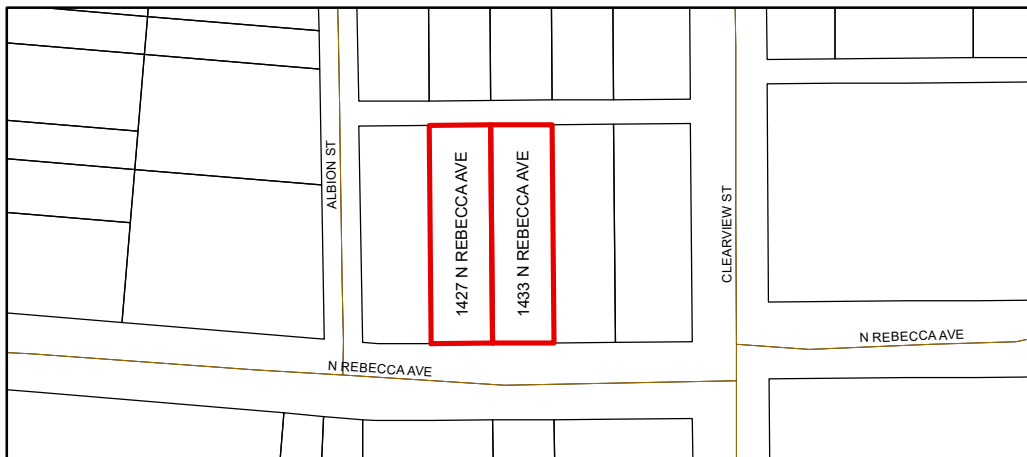 ALBION ST
1427 N REBECCA AVE
1433 N REBECCA AVE
CLEARVIEW ST
N REBECCA AVE
N REBECCA AVE